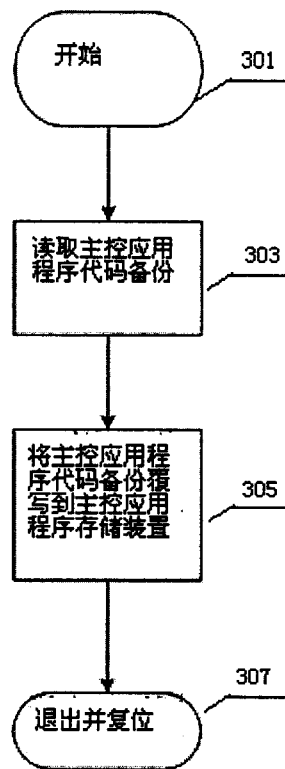 开始
301
读取主控应用
程序代码备份
303
将主控应用程
序代码备份覆
写到主控应用
程序存储装置
305
307
退出并复位